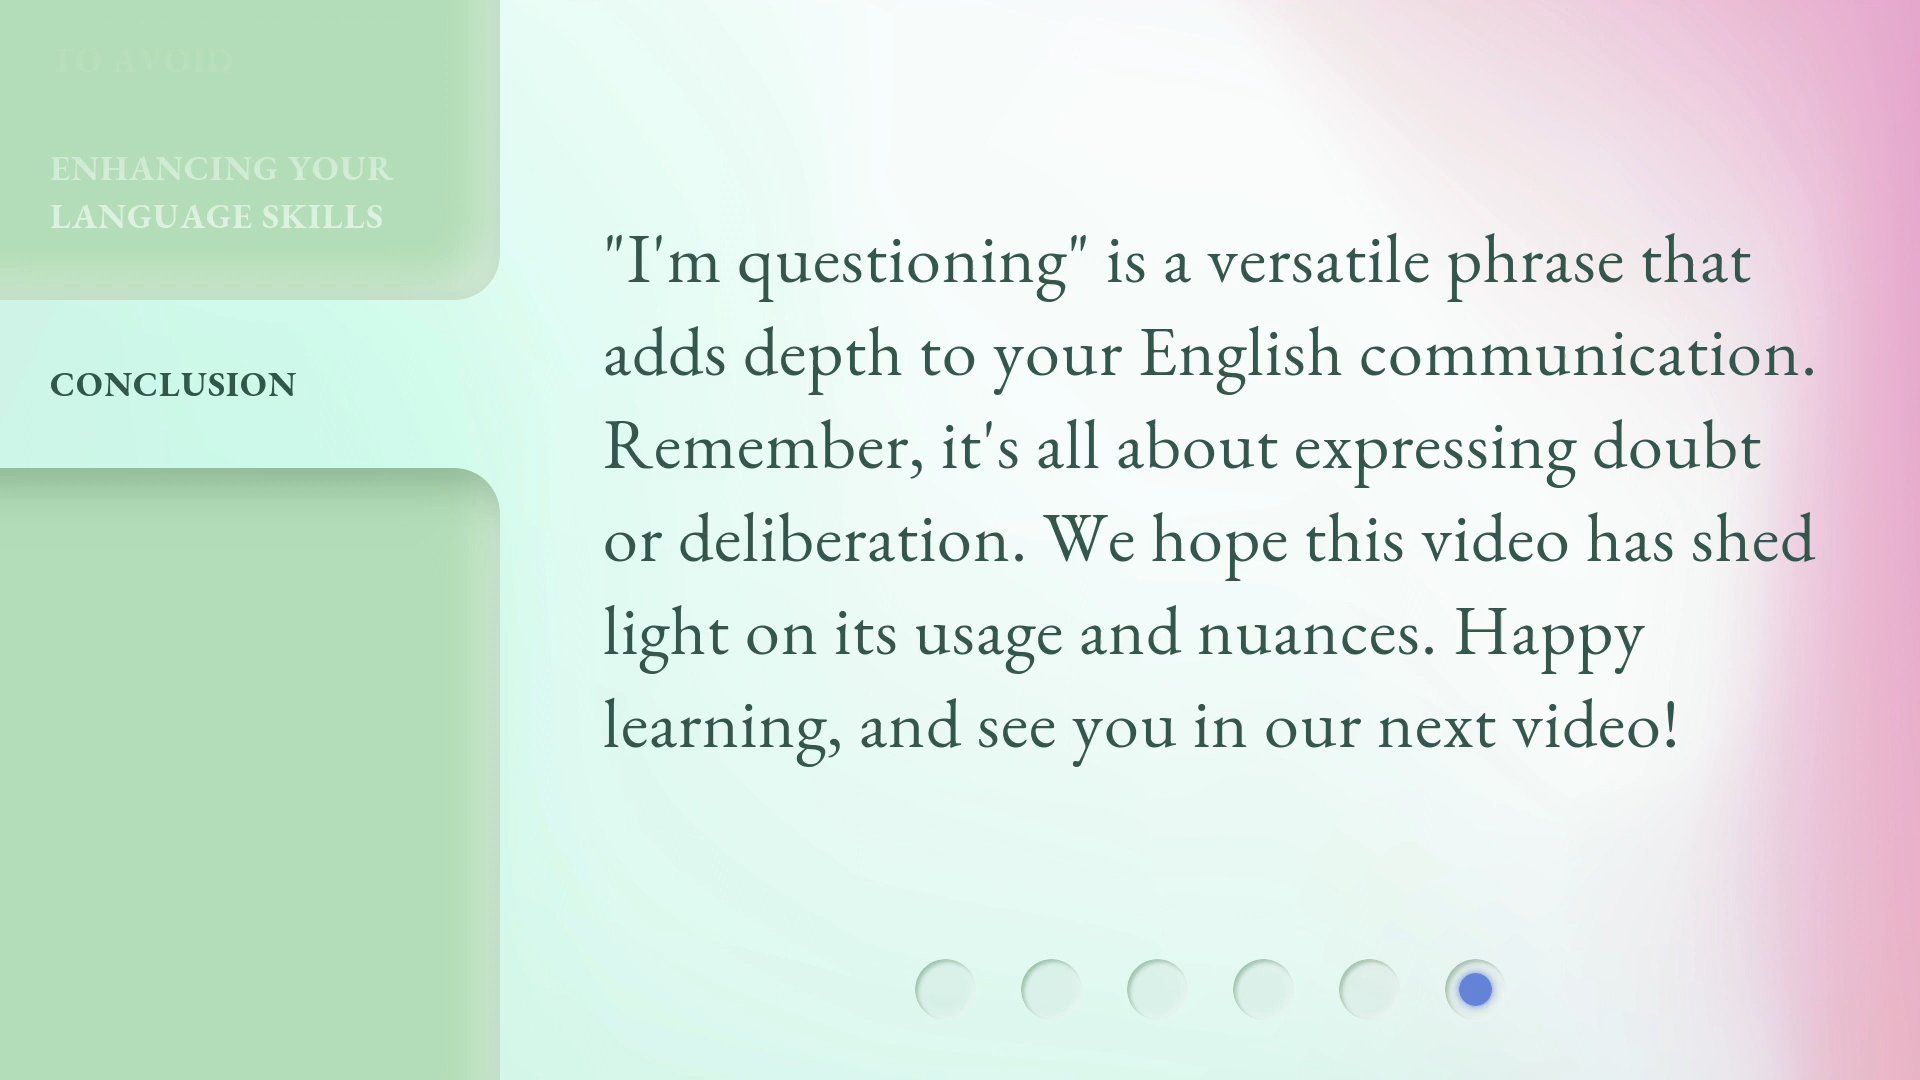 TO AVOID
ENHANCING YOUR
LANGUAGE SKILLS
CONCLUSION
"I'm questioning" is a versatile phrase that
adds depth to your English communication.
Remember, it's all about expressing doubt
or deliberation. We hope this video has shed
light on its usage and nuances. Happy
learning, and see you in our next video!